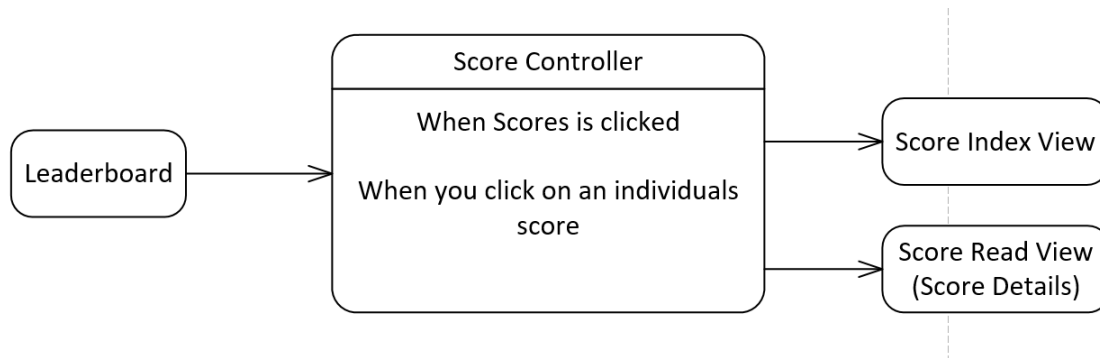 Score Controller
When Scores is clicked
When you click on an individuals
score
Leaderboard
Score Index View
Score Read View
(Score Details)